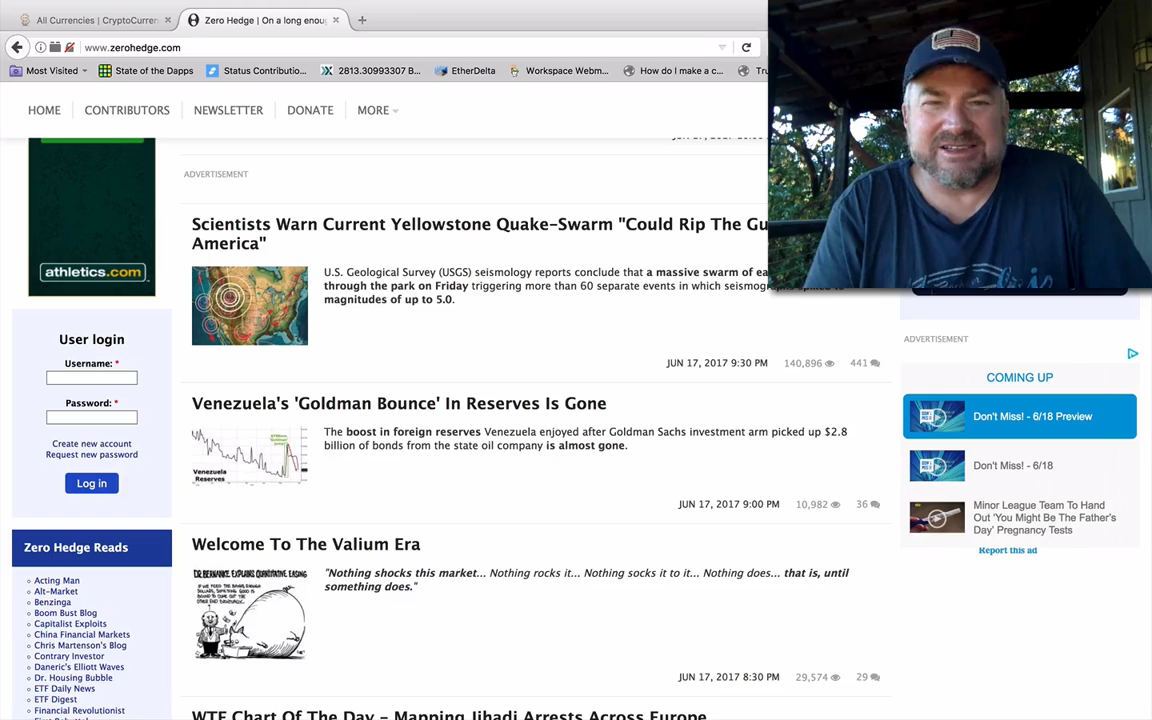 All Currencies | CryptoCurren
Zero Hedge | On a long enoug
www.zerohedge.com
Most Visited
State of the Dapps
Status Contributio...
2813.30993307 B...
EtherDelta
Workspace Webm...
How do I make a c...
Tru
HOME
CONTRIBUTORS
NEWSLETTER
DONATE
MORE
ADVERTISEMENT
athletics.com
Scientists Warn Current Yellowstone Quake-Swarm "Could Rip The Gu
America"
U.S. Geological Survey (USGS) seismology reports conclude that a massive swarm of ea
through the park on Friday triggering more than 60 separate events in which seismographs spiked to
magnitudes of up to 5.0.
JUN 17, 2017 9:30 PM 140,896 441
User login
Username: *
Password: *
Create new account
Request new password
Log in
Venezuela's 'Goldman Bounce' In Reserves Is Gone
Venezuela
Reserves
The boost in foreign reserves Venezuela enjoyed after Goldman Sachs investment arm picked up $2.8
billion of bonds from the state oil company is almost gone.
JUN 17, 2017 9:00 PM 10,982 36
Welcome To The Valium Era
DR. BERNANKE EXPLAINS QUANTITATIVE EASING
"Nothing shocks this market... Nothing rocks it... Nothing socks it to it... Nothing does... that is, until
something does."
JUN 17, 2017 8:30 PM 29,574 29
WTF Chart Of The Day - Mapping Jihadi Arrests Across Europe
Zero Hedge Reads
Acting Man
Alt-Market
Benzinga
Boom Bust Blog
Capitalist Exploits
China Financial Markets
Chris Martenson's Blog
Contrary Investor
Daneric's Elliott Waves
Dr. Housing Bubble
ETF Daily News
ETF Digest
Financial Revolutionist
ADVERTISEMENT
COMING UP
Don't Miss! - 6/18 Preview
Don't Miss! - 6/18
Minor League Team To Hand
Out 'You Might Be The Father's
Day' Pregnancy Tests
Report this ad